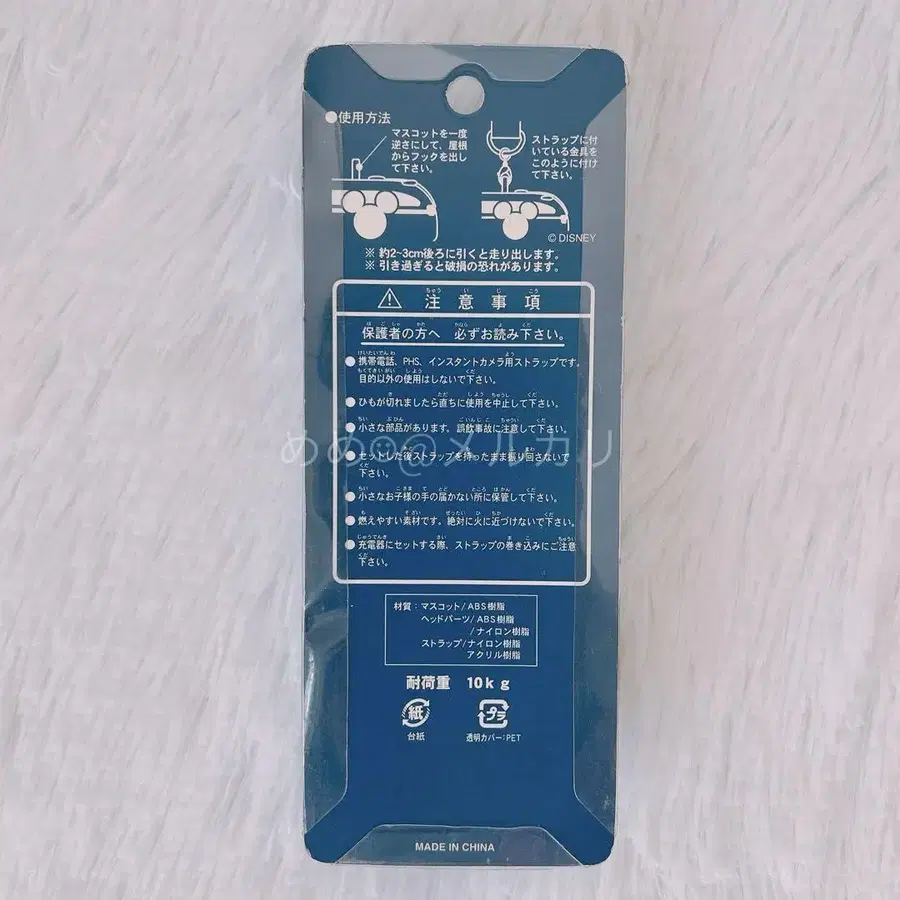 ●使用方法
マスコットを一度
逆さにして、屋根
からフックを出し
て下さい。
ストラップに付
いている金具を
このように付け
て下さい。
© DISNEY
※ 約2~3cm後ろに引くと走り出します。
※ 引き過ぎると破損の恐れがあります。
注意事項
保護者の方へ 必ずお読み下さい。
●携帯電話、PHS、インスタントカメラ用ストラップです。
目的以外の使用はしないで下さい。
●ひもが切れましたら直ちに使用を中止して下さい。
●小さな部品があります。誤飲事故に注意して下さい。
めめ@メルカリ
●セットした後ストラップを持ったまま振り回さないで
下さい。
●小さなお子様の手の届かない所に保管して下さい。
●燃えやすい素材です。絶対に火に近づけないで下さい。
●充電器にセットする際、ストラップの巻き込みにご注意
下さい。
材質：マスコット/ABS樹脂
ヘッドパーツ/ABS樹脂
/ナイロン樹脂
ストラップ/ナイロン樹脂
アクリル樹脂
耐荷重 10kg
紙
プラ
台紙
透明カバー:PET
MADE IN CHINA